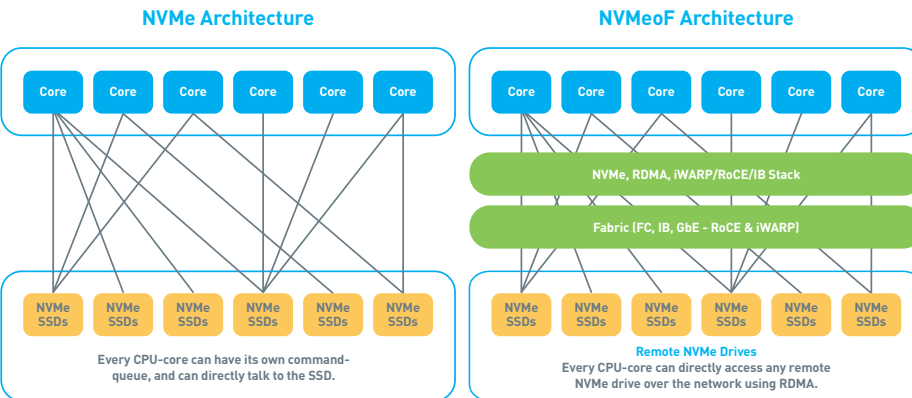 NVMe Architecture
Core Core Core Core Core Core
NVMe NVMe NVMe NVMe NVMe NVMe
SSDs SSDs SSDs SSDs SSDs SSDs
Every CPU-core can have its own command-
queue, and can directly talk to the SSD.
NVMeoF Architecture
Core Core Core Core Core Core
NVMe, RDMA, iWARP/RoCE/IB Stack
Fabric (FC, IB, GbE - RoCE & iWARP)
NVMe NVMe NVMe NVMe NVMe NVMe
SSDs SSDs SSDs SSDs SSDs SSDs
Remote NVMe Drives
Every CPU-core can directly access any remote
NVMe drive over the network using RDMA.